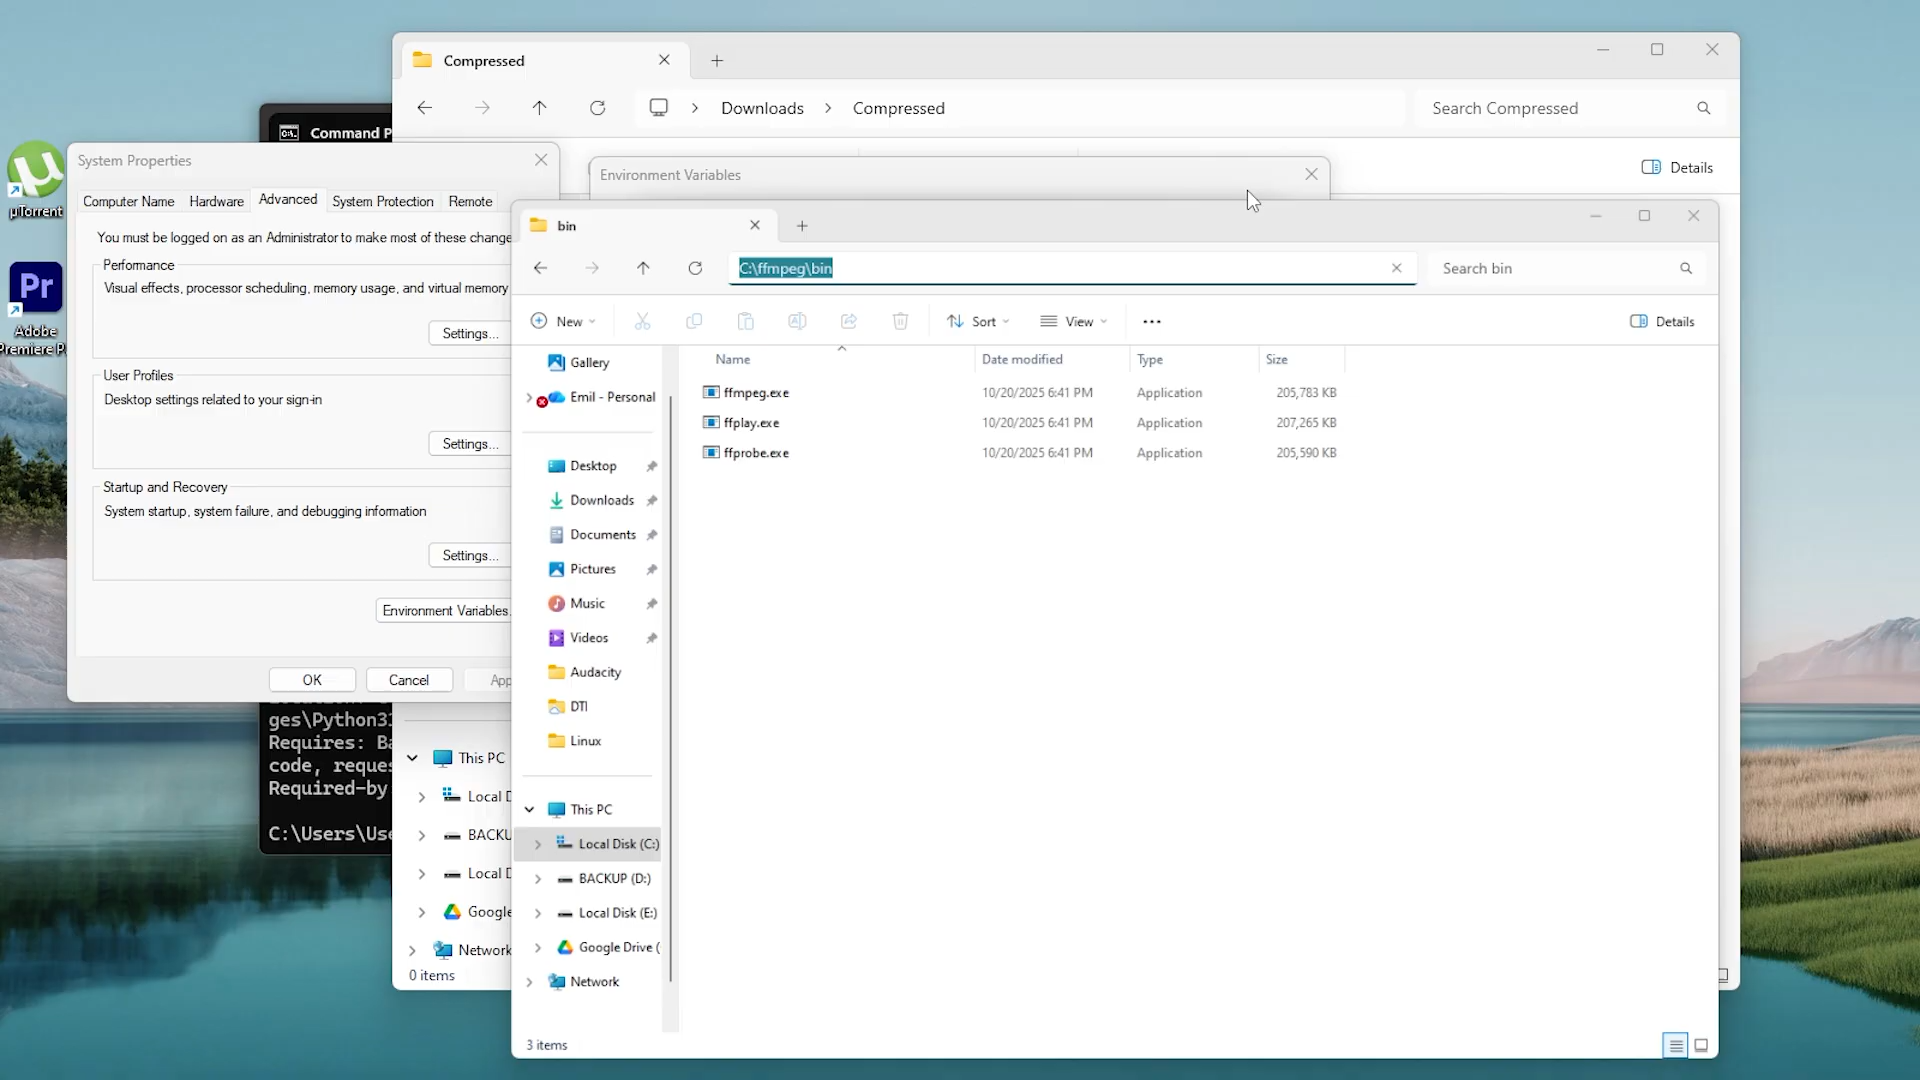 Compressed
Downloads
Compressed
Search Compressed
Details
Command P
µTorrent
Adobe
Premiere P
System Properties
Computer Name
Hardware
Advanced
System Protection
Remote
You must be logged on as an Administrator to make most of these change
Performance
Visual effects, processor scheduling, memory usage, and virtual memory
Settings...
User Profiles
Desktop settings related to your sign-in
Settings...
Startup and Recovery
System startup, system failure, and debugging information
Settings...
Environment Variables.
OK
Cancel
App
ges\Python31
Requires: Ba
code, reques
Required-by
C:\Users\Use
This PC
Local D
BACKU
Local D
Google
Network
0 items
Environment Variables
bin
C:\ffmpeg\bin
Search bin
New
Sort
View
Details
Gallery
Emil - Personal
Desktop
Downloads
Documents
Pictures
Music
Videos
Audacity
DTI
Linux
This PC
Local Disk (C:)
BACKUP (D:)
Local Disk (E:)
Google Drive (
Network
Name
Date modified
Type
Size
ffmpeg.exe 10/20/2025 6:41 PM Application 205,783 KB
ffplay.exe 10/20/2025 6:41 PM Application 207,265 KB
ffprobe.exe 10/20/2025 6:41 PM Application 205,590 KB
3 items